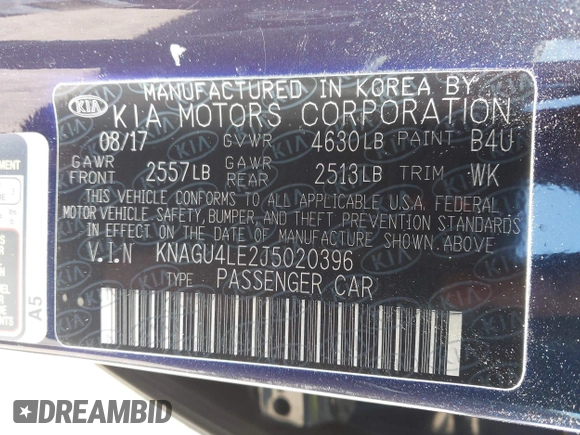 MANUFACTURED IN KOREA BY
KIA KIA MOTORS CORPORATION
08/17 GVWR 4630LB PAINT B4U
GAWR FRONT 2557LB GAWR REAR 2513LB TRIM WK
THIS VEHICLE CONFORMS TO ALL APPLICABLE U.S.A. FEDERAL
MOTOR VEHICLE SAFETY, BUMPER, AND THEFT PREVENTION STANDARDS
IN EFFECT ON THE DATE OF MANUFACTURE SHOWN ABOVE.
V.I.N KNAGU4LE2J5020396
TYPE PASSENGER CAR
A5
DREAMBID